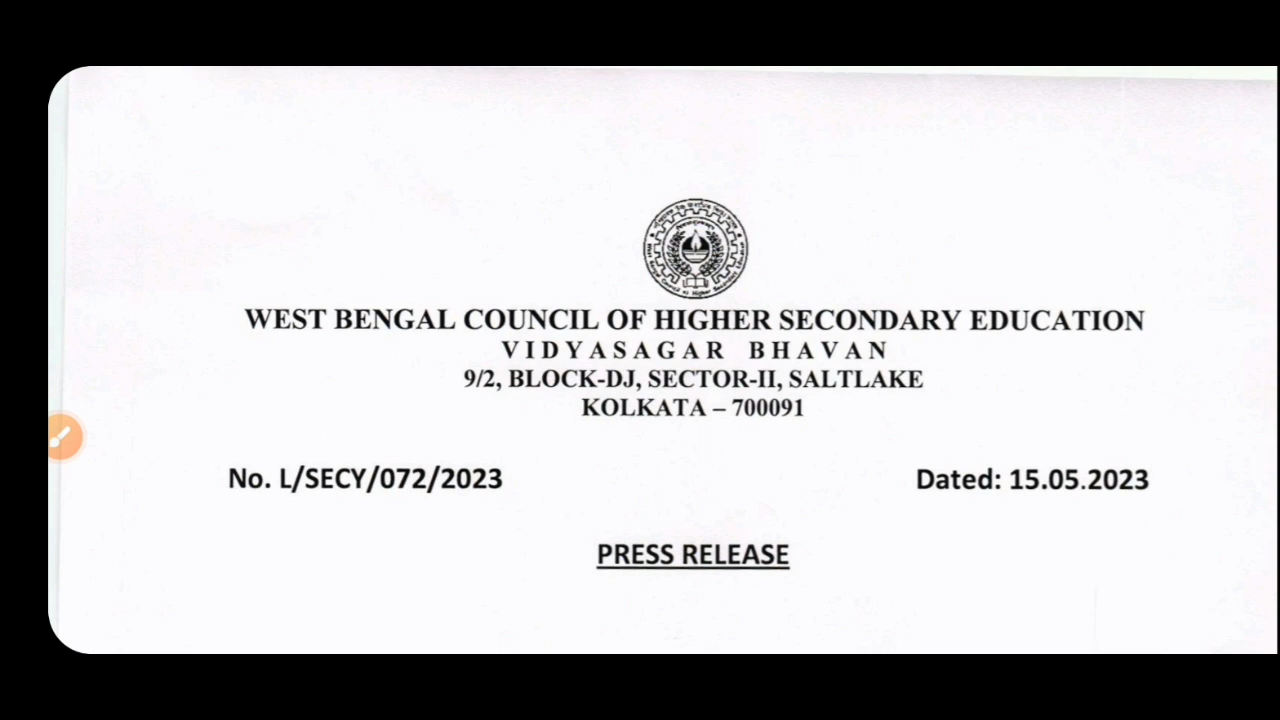 WEST BENGAL COUNCIL OF HIGHER SECONDARY EDUCATION
VIDYASAGAR BHAVAN
9/2, BLOCK-DJ, SECTOR-II, SALTLAKE
KOLKATA – 700091
No. L/SECY/072/2023 Dated: 15.05.2023
PRESS RELEASE